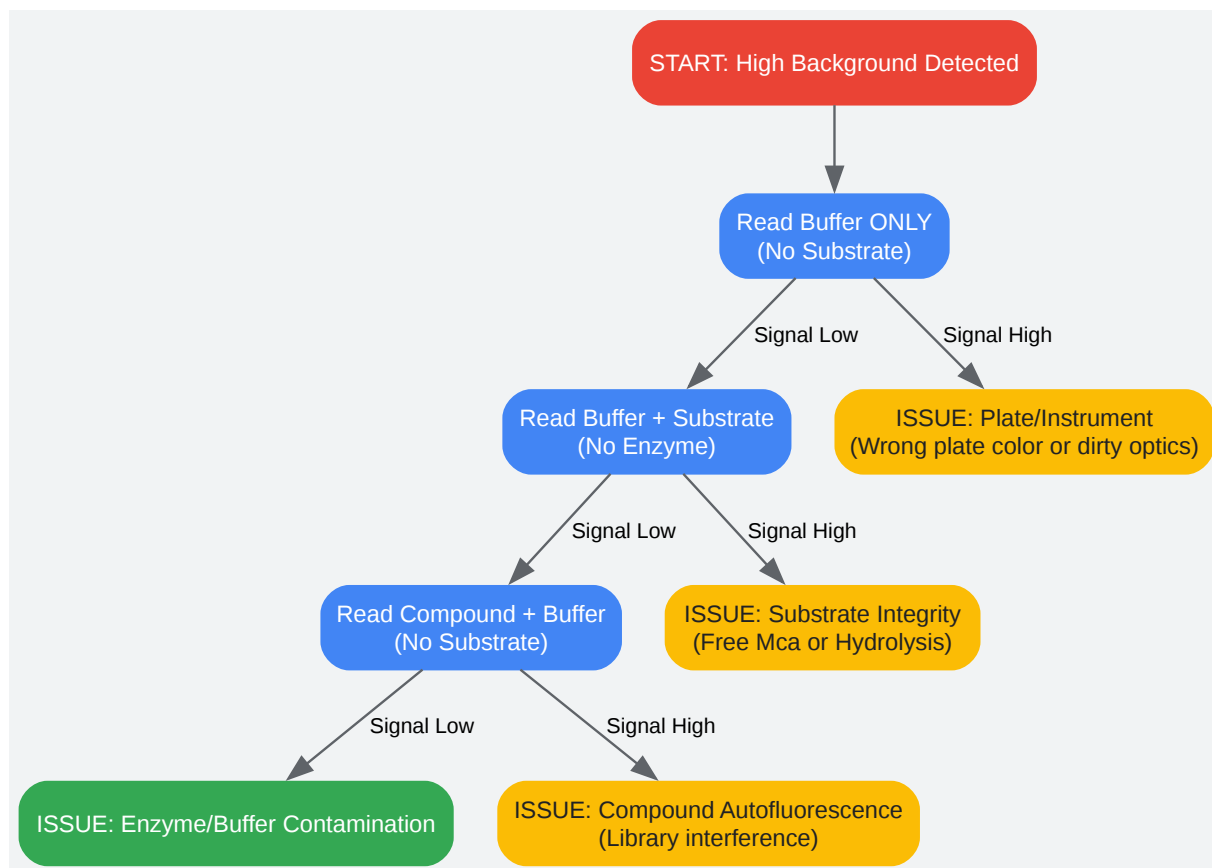 START: High Background Detected
Read Buffer ONLY
(No Substrate)
Signal Low
Signal High
Read Buffer + Substrate
(No Enzyme)
ISSUE: Plate/Instrument
(Wrong plate color or dirty optics)
Signal Low
Signal High
Read Compound + Buffer
(No Substrate)
ISSUE: Substrate Integrity
(Free Mca or Hydrolysis)
Signal Low
Signal High
ISSUE: Enzyme/Buffer Contamination
ISSUE: Compound Autofluorescence
(Library interference)